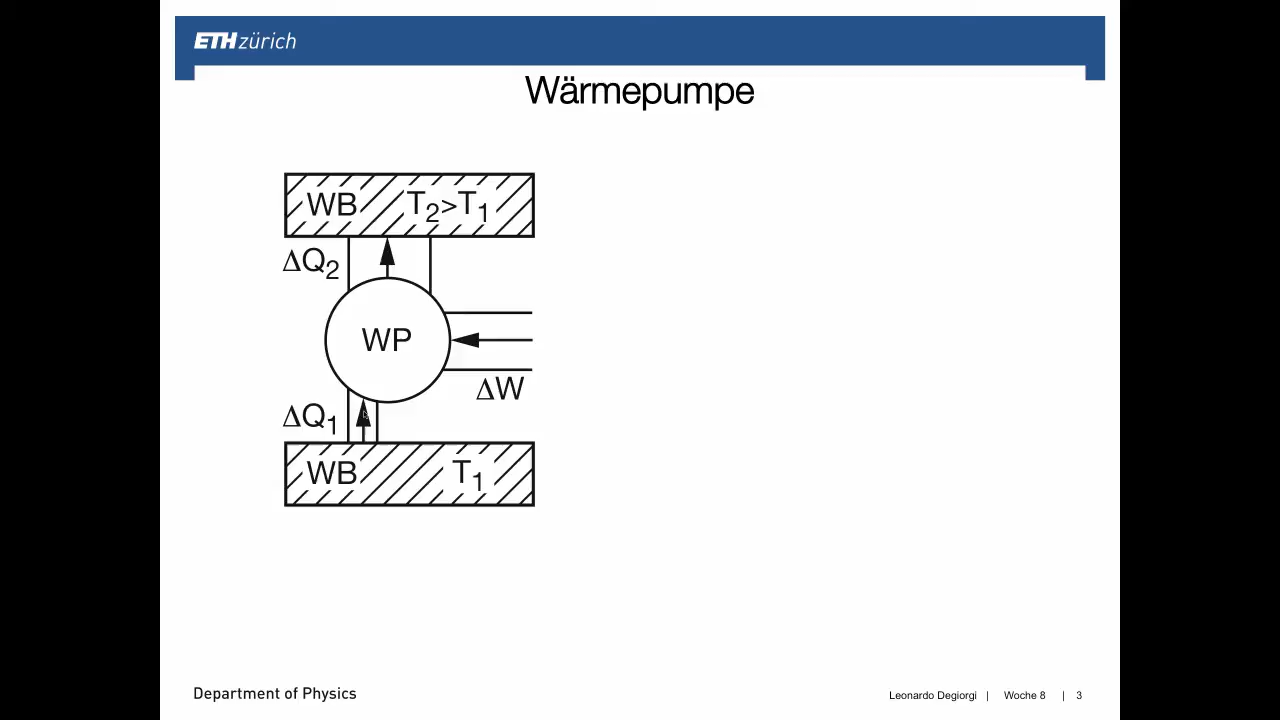 ETH zürich
Wärmepumpe
WB T₂>T₁
ΔQ₂
WP
ΔW
ΔQ₁
WB T₁
Department of Physics
Leonardo Degiorgi | Woche 8 | 3